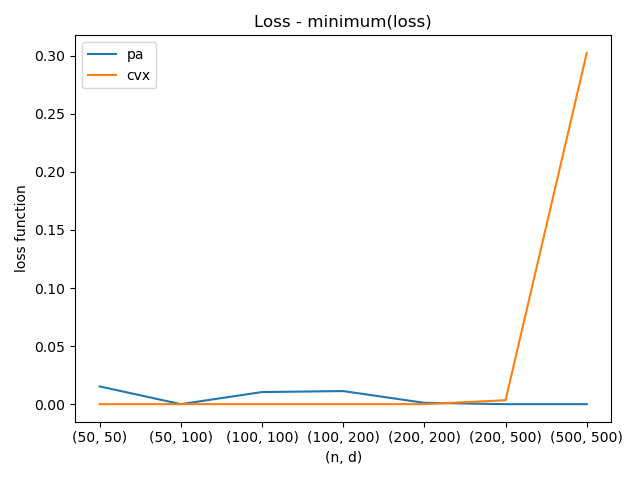 Loss - minimum(loss)
pa
cvx
loss function
0.30
0.25
0.20
0.15
0.10
0.05
0.00
(50, 50) (50, 100) (100, 100) (100, 200) (200, 200) (200, 500) (500, 500)
(n, d)